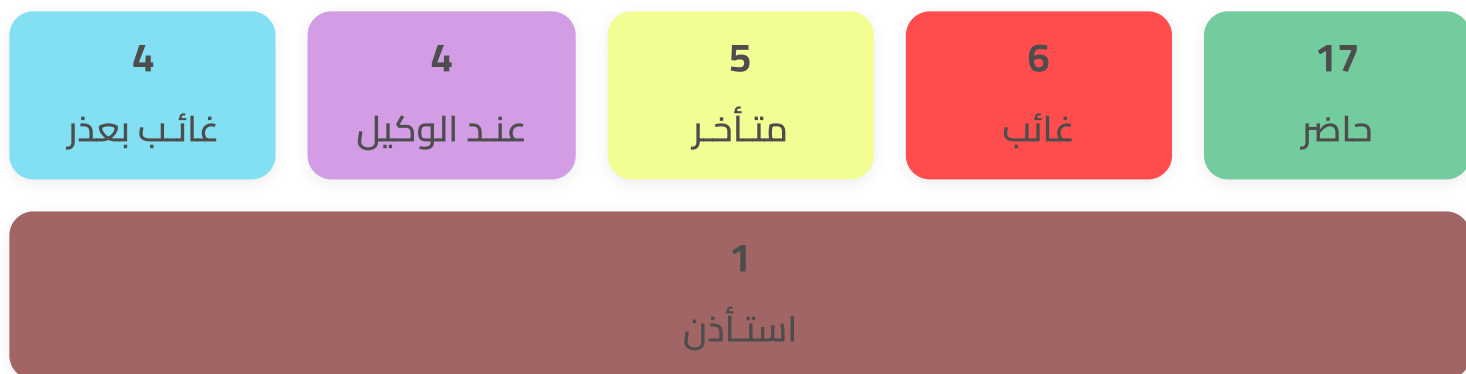 17
حاضر
6
غائب
5
متأخر
4
عند الوكيل
4
غائب بعذر
1
استأذن